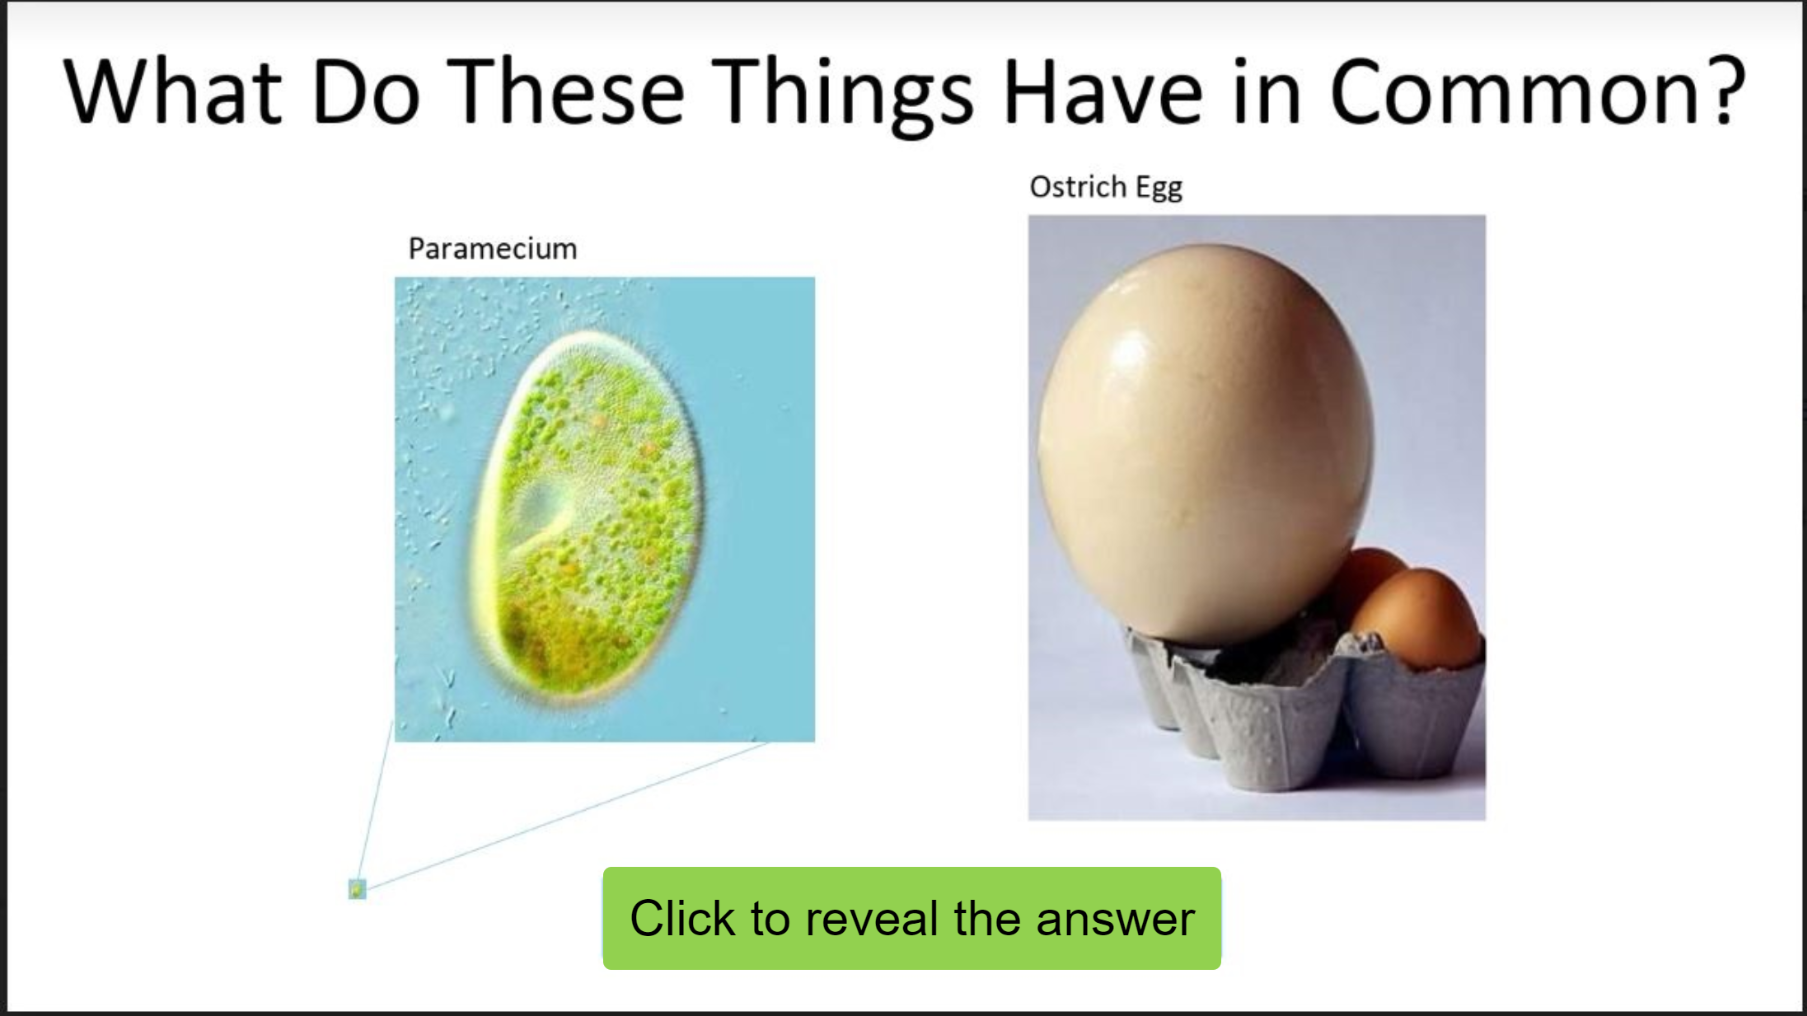 What Do These Things Have in Common?
Ostrich Egg
Paramecium
Click to reveal the answer